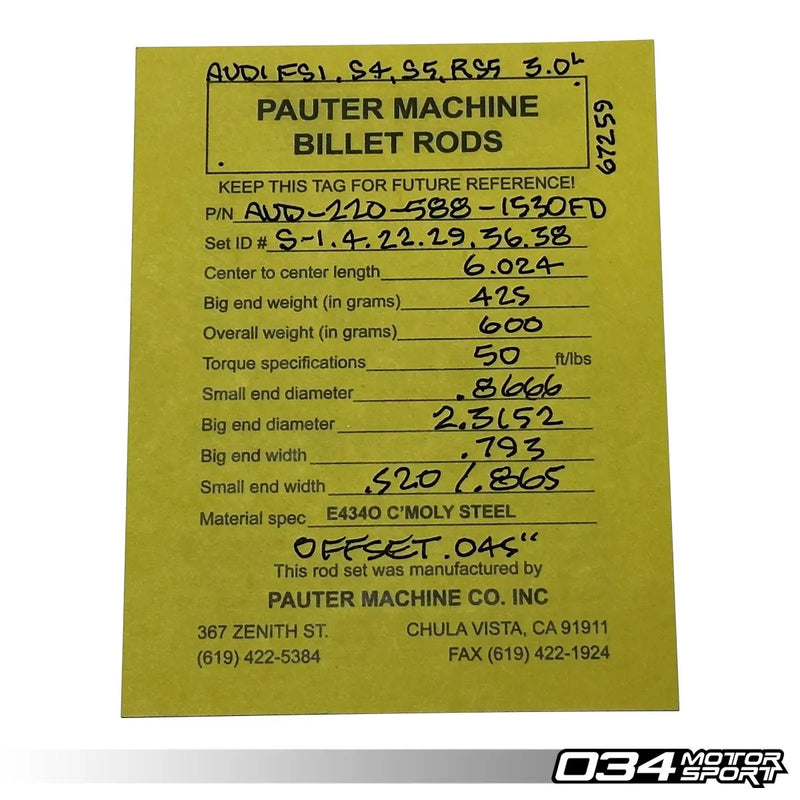 AUDI FSI, S4, S5, RS5 3.0L
PAUTER MACHINE
BILLET RODS
67259
KEEP THIS TAG FOR FUTURE REFERENCE!
P/N AUD-220-588-1530FD
Set ID # S-1.4.22.29.36.38
Center to center length 6.024
Big end weight (in grams) 425
Overall weight (in grams) 600
Torque specifications 50 ft/lbs
Small end diameter .8666
Big end diameter 2.3152
Big end width .793
Small end width .520/.865
Material spec E4340 C'MOLY STEEL
OFFSET .045"
This rod set was manufactured by
PAUTER MACHINE CO. INC
367 ZENITH ST. CHULA VISTA, CA 91911
(619) 422-5384 FAX (619) 422-1924
034 MOTOR
SPORT